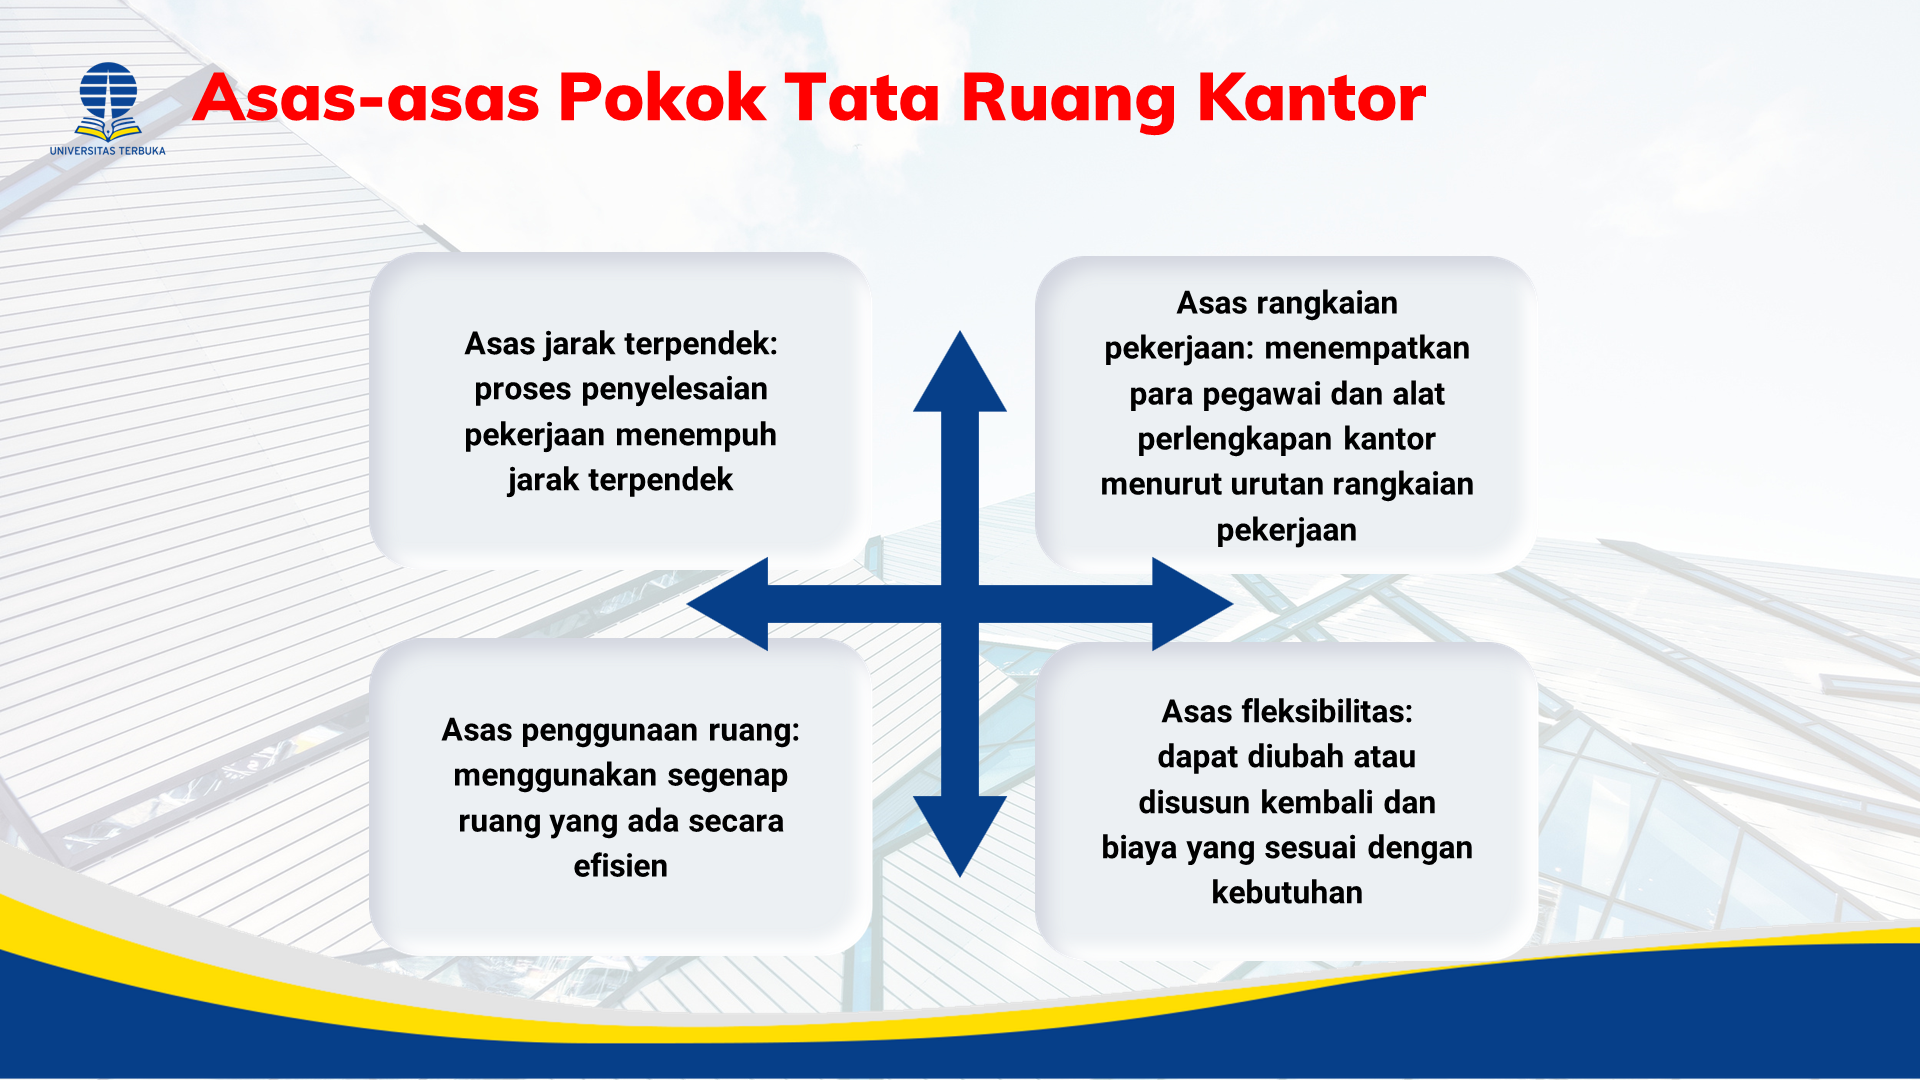 Asas-asas Pokok Tata Ruang Kantor
UNIVERSITAS TERBUKA
Asas jarak terpendek:
proses penyelesaian
pekerjaan menempuh
jarak terpendek
Asas rangkaian
pekerjaan: menempatkan
para pegawai dan alat
perlengkapan kantor
menurut urutan rangkaian
pekerjaan
Asas penggunaan ruang:
menggunakan segenap
ruang yang ada secara
efisien
Asas fleksibilitas:
dapat diubah atau
disusun kembali dan
biaya yang sesuai dengan
kebutuhan